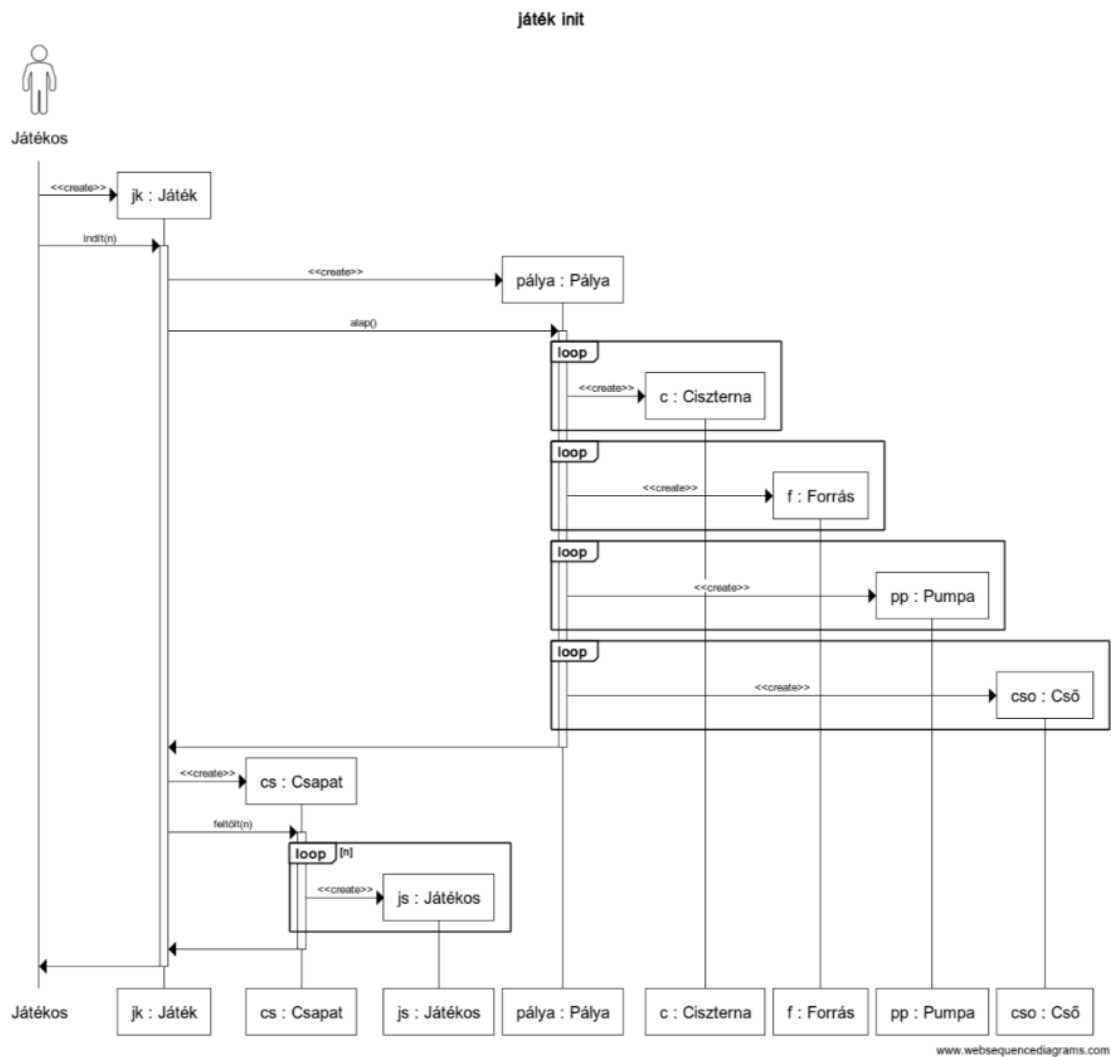 játék init
Játékos
<<create>>
jk : Játék
indít(n)
<<create>>
pálya : Pálya
alap()
loop
<<create>>
c : Ciszterna
loop
<<create>>
f : Forrás
loop
<<create>>
pp : Pumpa
loop
<<create>>
cso : Cső
<<create>>
cs : Csapat
feltölt(n)
loop [n]
<<create>>
js : Játékos
Játékos jk : Játék cs : Csapat js : Játékos pálya : Pálya c : Ciszterna f : Forrás pp : Pumpa cso : Cső
www.websequencediagrams.com